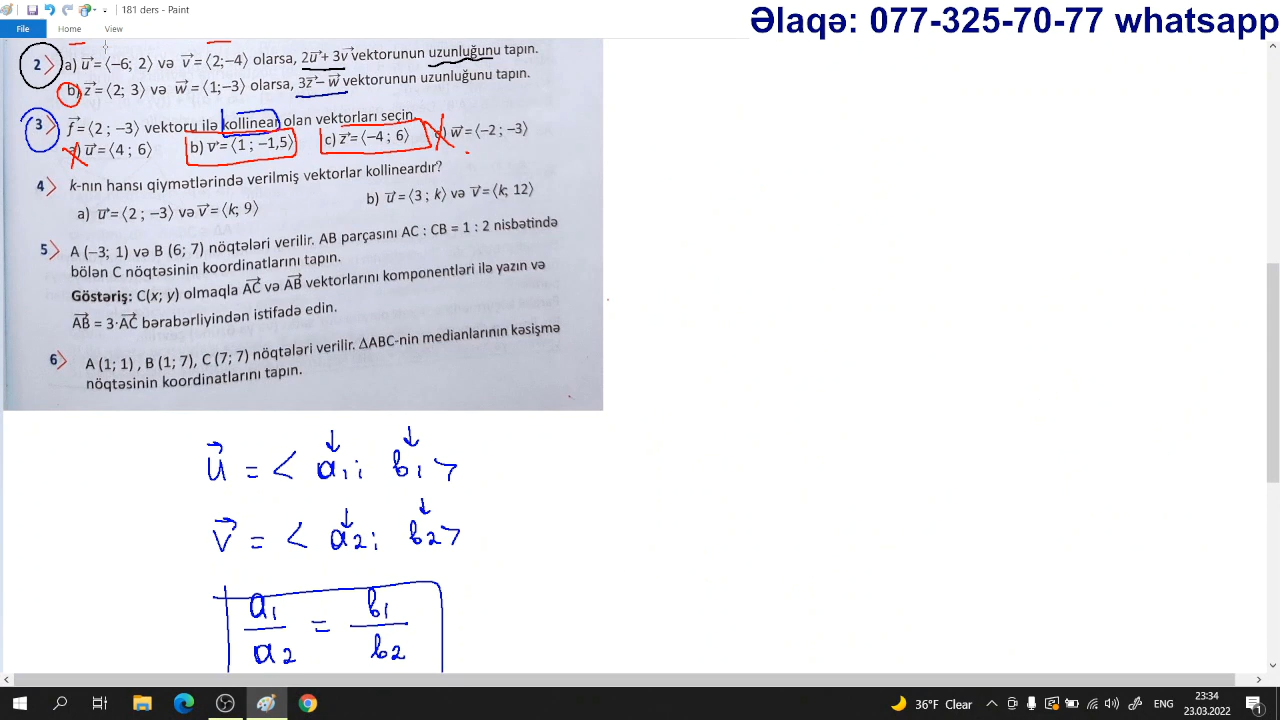 181 ders - Paint
Əlaqə: 077-325-70-77 whatsapp
File Home View
2 a) u⃗=⟨−6; 2⟩ və v⃗=⟨2;−4⟩ olarsa, 2u⃗+ 3v⃗ vektorunun uzunluğunu tapın.
b) z⃗=⟨2; 3⟩ və w⃗=⟨1;−3⟩ olarsa, 3z⃗− w⃗ vektorunun uzunluğunu tapın.
3 f⃗=⟨2 ; −3⟩ vektoru ilə kollinear olan vektorları seçin.
a) u⃗=⟨4 ; 6⟩ b) v⃗=⟨1 ; −1,5⟩ c) z⃗=⟨−4 ; 6⟩ w⃗=⟨−2 ; −3⟩
4 k-nın hansı qiymətlərində verilmiş vektorlar kollineardır?
a) u⃗=⟨2 ; −3⟩ və v⃗=⟨k; 9⟩ b) u⃗=⟨3 ; k⟩ və v⃗=⟨k; 12⟩
5 A (−3; 1) və B (6; 7) nöqtələri verilir. AB parçasını AC : CB = 1 : 2 nisbətində
bölən C nöqtəsinin koordinatlarını tapın.
Göstəriş: C(x; y) olmaqla AC⃗ və AB⃗ vektorlarını komponentləri ilə yazın və
AB⃗ = 3·AC⃗ bərabərliyindən istifadə edin.
6 A (1; 1) , B (1; 7), C (7; 7) nöqtələri verilir. ΔABC-nin medianlarının kəsişmə
nöqtəsinin koordinatlarını tapın.
u⃗ = < a₁; b₁ >
v⃗ = < a₂; b₂ >
a₁/a₂ = b₁/b₂
36°F Clear ENG 23:34
23.03.2022 1